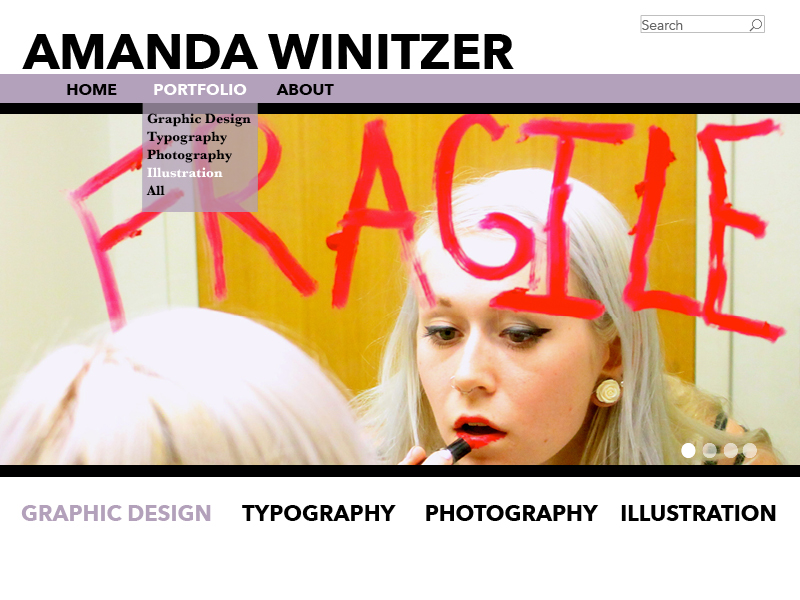 Search
AMANDA WINITZER
HOME PORTFOLIO ABOUT
Graphic Design
Typography
Photography
Illustration
All
FRAGILE
GRAPHIC DESIGN TYPOGRAPHY PHOTOGRAPHY ILLUSTRATION